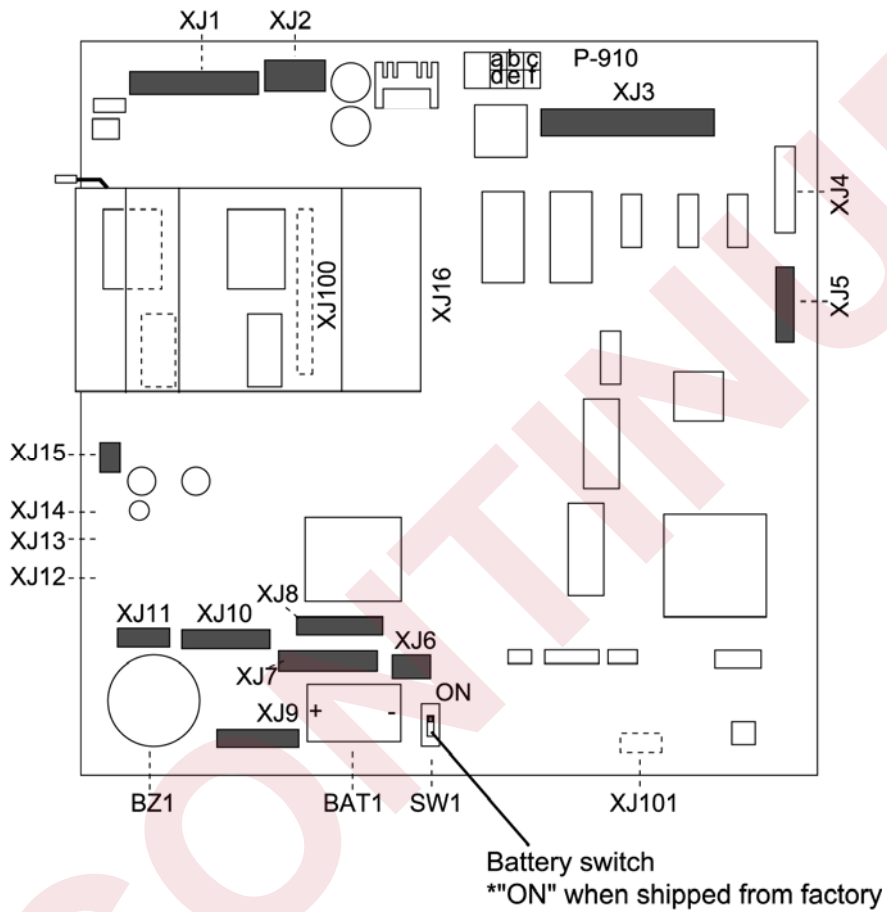 XJ1
XJ2
abc
def
P-910
XJ3
XJ4
XJ100
XJ16
XJ5
XJ15
XJ14
XJ13
XJ12
XJ8
XJ11
XJ10
XJ6
XJ7
ON
XJ9
+
-
BZ1
BAT1
SW1
XJ101
Battery switch
*"ON" when shipped from factory
CONTINU